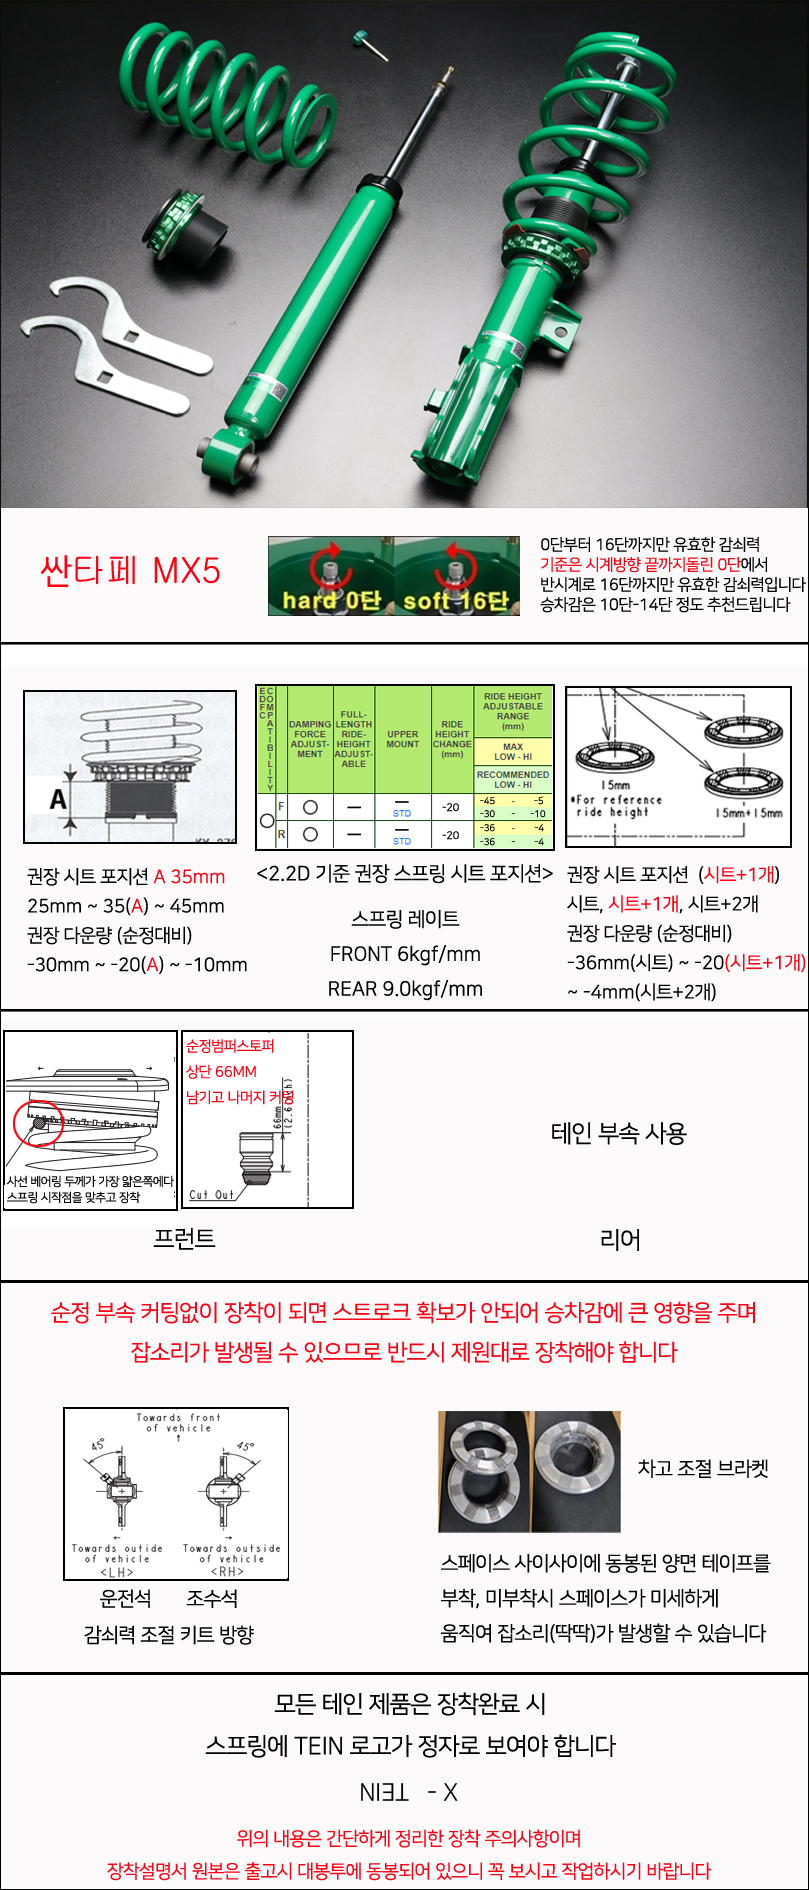 싼타페 MX5
hard 0단
soft 16단
0단부터 16단까지만 유효한 감쇠력
기준은 시계방향 끝까지돌린 0단에서
반시계로 16단까지만 유효한 감쇠력입니다
승차감은 10단-14단 정도 추천드립니다
A
권장 시트 포지션 A 35mm
25mm ~ 35(A) ~ 45mm
권장 다운량 (순정대비)
-30mm ~ -20(A) ~ -10mm
EDFC COMPATIBILITY
DAMPING FORCE ADJUST-MENT
FULL-LENGTH RIDE-HEIGHT ADJUST-ABLE
UPPER MOUNT
RIDE HEIGHT CHANGE (mm)
RIDE HEIGHT ADJUSTABLE RANGE (mm)
MAX LOW - HI
RECOMMENDED LOW - HI
F
—
—
STD
-20
-45 - -5
-30 - -10
R
—
—
STD
-20
-36 - -4
-36 - -4
<2.2D 기준 권장 스프링 시트 포지션>
스프링 레이트
FRONT 6kgf/mm
REAR 9.0kgf/mm
15mm
*For reference
ride height
15mm+15mm
권장 시트 포지션 (시트+1개)
시트, 시트+1개, 시트+2개
권장 다운량 (순정대비)
-36mm(시트) ~ -20(시트+1개)
~ -4mm(시트+2개)
사선 베어링 두께가 가장 얇은쪽에다
스프링 시작점을 맞추고 장착
순정범퍼스토퍼
상단 66MM
남기고 나머지 커팅
66mm
Cut Out
프런트
테인 부속 사용
리어
순정 부속 커팅없이 장착이 되면 스트로크 확보가 안되어 승차감에 큰 영향을 주며
잡소리가 발생될 수 있으므로 반드시 제원대로 장착해야 합니다
Towards front
of vehicle
45°
45°
Towards outide
of vehicle
<LH>
Towards outside
of vehicle
<RH>
운전석
조수석
감쇠력 조절 키트 방향
차고 조절 브라켓
스페이스 사이사이에 동봉된 양면 테이프를
부착, 미부착시 스페이스가 미세하게
움직여 잡소리(딱딱)가 발생할 수 있습니다
모든 테인 제품은 장착완료 시
스프링에 TEIN 로고가 정자로 보여야 합니다
TEIN - X
위의 내용은 간단하게 정리한 장착 주의사항이며
장착설명서 원본은 출고시 대봉투에 동봉되어 있으니 꼭 보시고 작업하시기 바랍니다